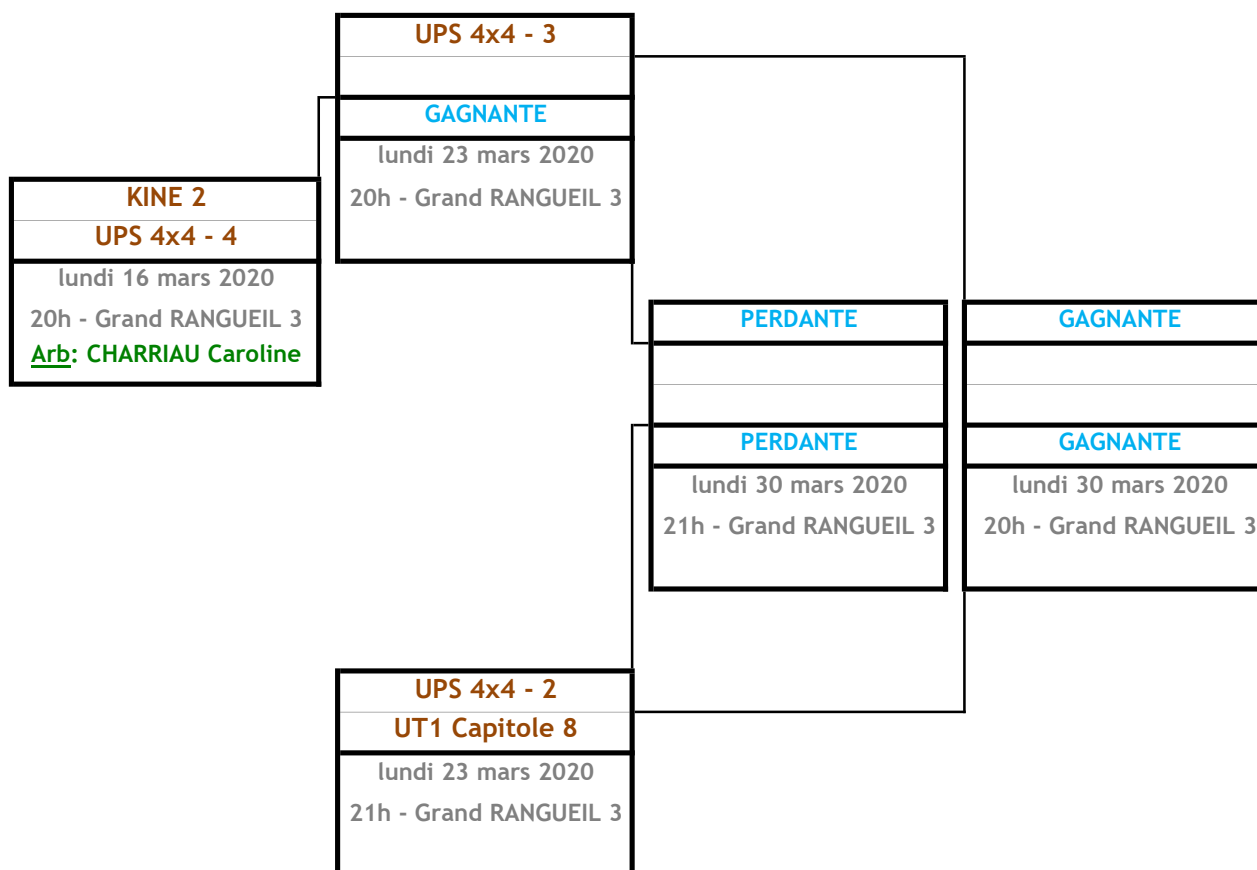 UPS 4x4 - 3
GAGNANTE
lundi 23 mars 2020
20h - Grand RANGUEIL 3
KINE 2
UPS 4x4 - 4
lundi 16 mars 2020
20h - Grand RANGUEIL 3
Arb: CHARRIAU Caroline
PERDANTE
PERDANTE
lundi 30 mars 2020
21h - Grand RANGUEIL 3
GAGNANTE
GAGNANTE
lundi 30 mars 2020
20h - Grand RANGUEIL 3
UPS 4x4 - 2
UT1 Capitole 8
lundi 23 mars 2020
21h - Grand RANGUEIL 3